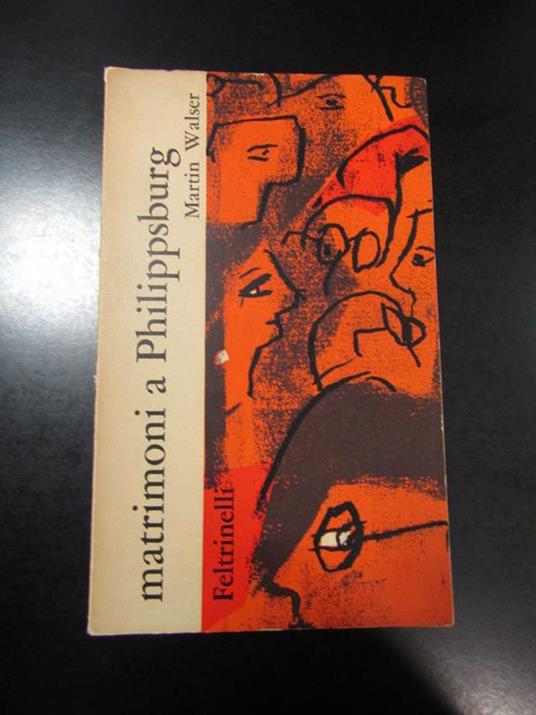 matrimoni a Philippsburg
Martin Walser
Feltrinelli